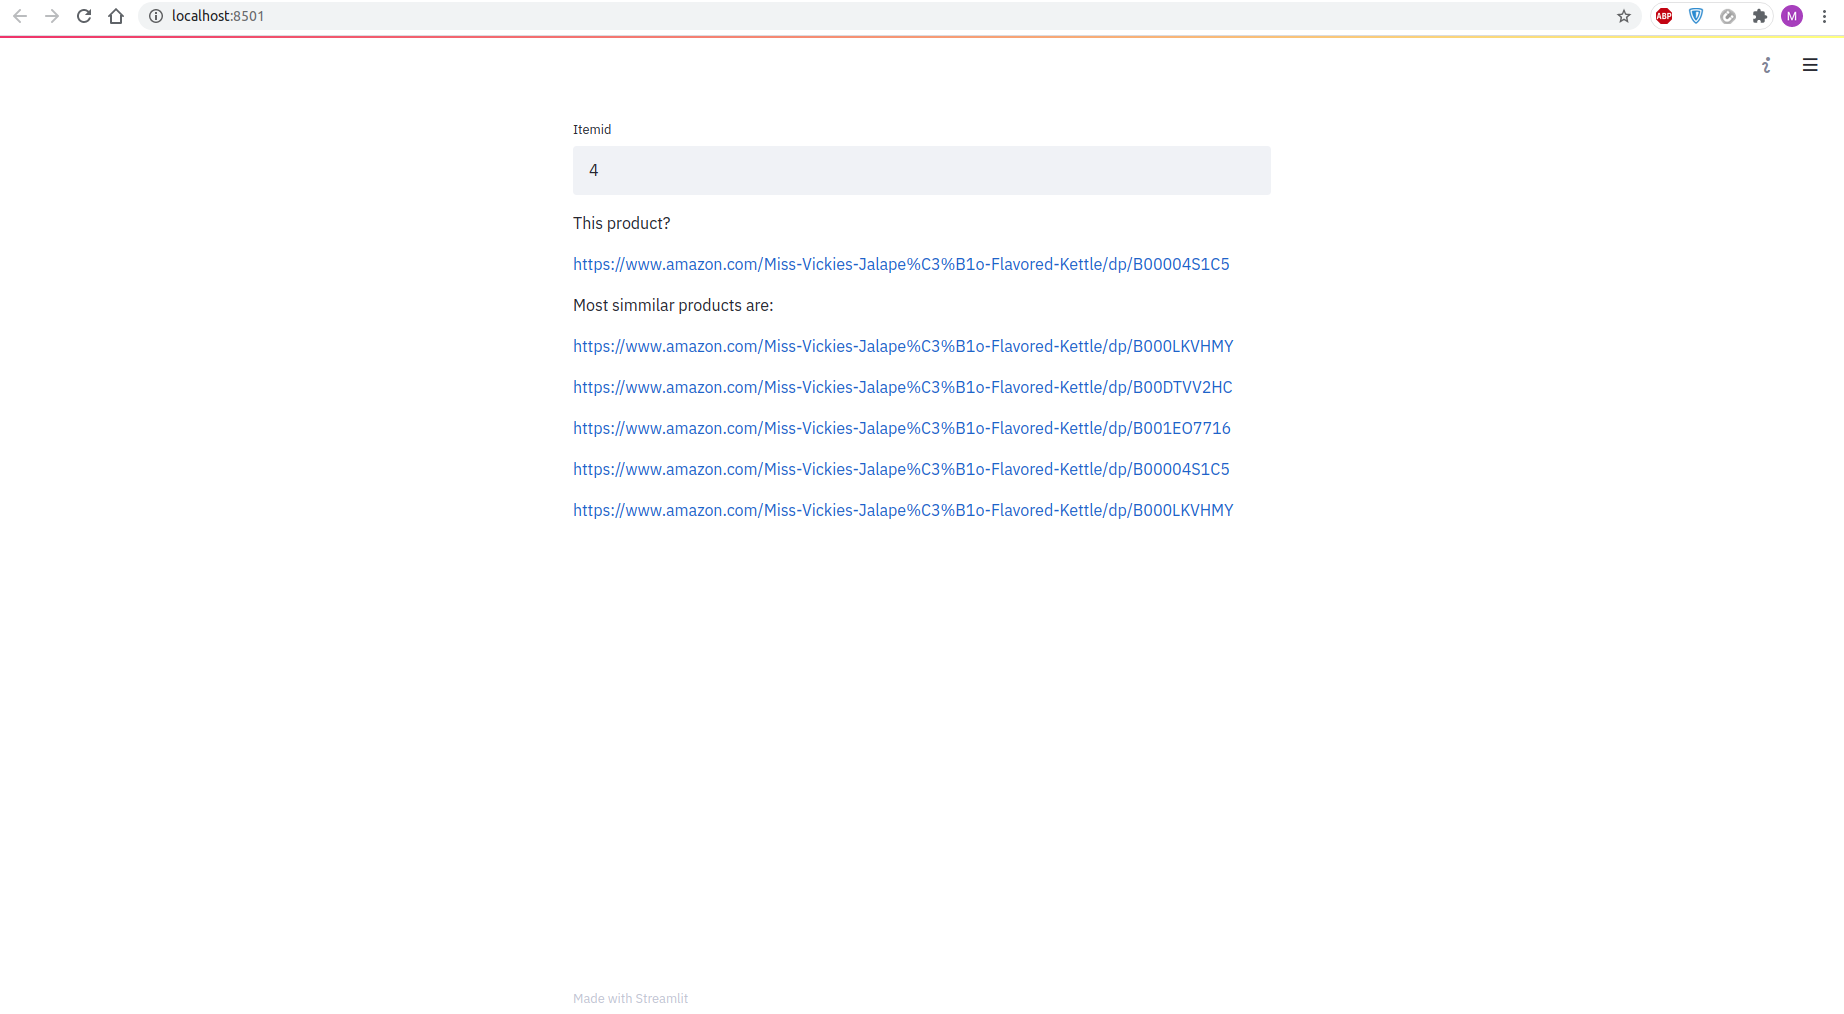 localhost:8501
ABP
M
Itemid
4
This product?
https://www.amazon.com/Miss-Vickies-Jalape%C3%B1o-Flavored-Kettle/dp/B00004S1C5
Most simmilar products are:
https://www.amazon.com/Miss-Vickies-Jalape%C3%B1o-Flavored-Kettle/dp/B000LKVHMY
https://www.amazon.com/Miss-Vickies-Jalape%C3%B1o-Flavored-Kettle/dp/B00DTVV2HC
https://www.amazon.com/Miss-Vickies-Jalape%C3%B1o-Flavored-Kettle/dp/B001EO7716
https://www.amazon.com/Miss-Vickies-Jalape%C3%B1o-Flavored-Kettle/dp/B00004S1C5
https://www.amazon.com/Miss-Vickies-Jalape%C3%B1o-Flavored-Kettle/dp/B000LKVHMY
Made with Streamlit